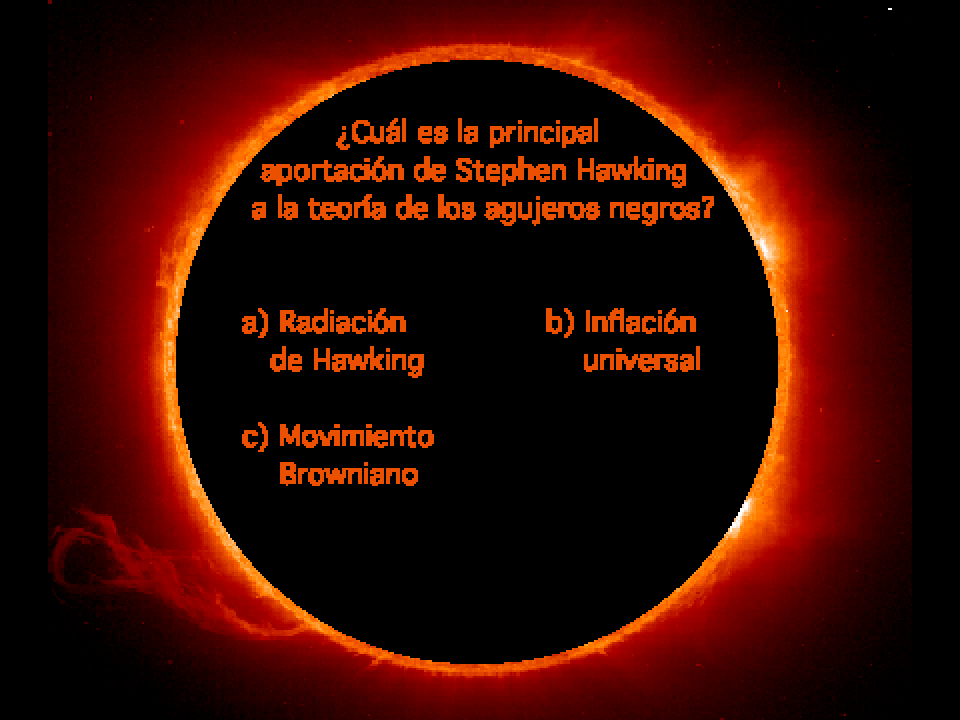 ¿Cuál es la principal
aportación de Stephen Hawking
a la teoría de los agujeros negros?
a) Radiación
de Hawking
b) Inflación
universal
c) Movimiento
Browniano